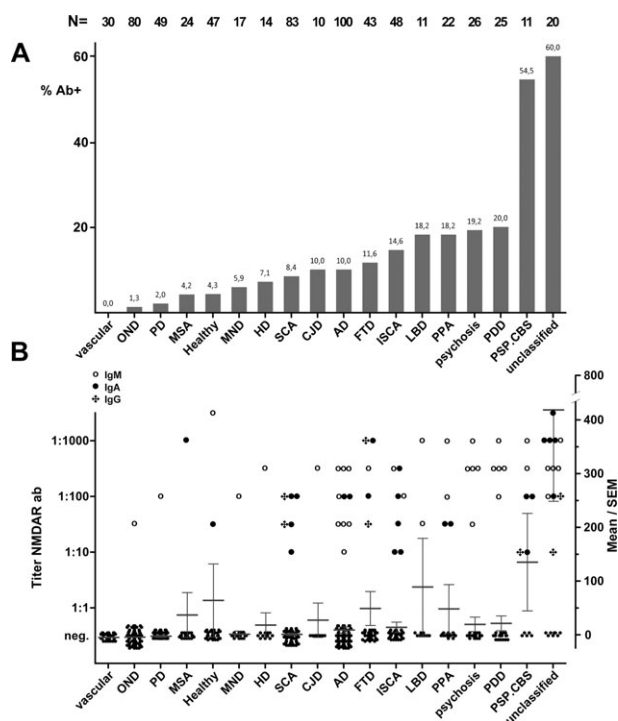 N= 30 80 49 24 47 17 14 83 10 100 43 48 11 22 26 25 11 20
A
% Ab+
60
40
20
0,0 1,3 2,0 4,2 4,3 5,9 7,1 8,4 10,0 10,0 11,6 14,6 18,2 18,2 19,2 20,0 54,5 60,0
vascular OND PD MSA Healthy MND HD SCA CJD AD FTD ISCA LBD PPA psychosis PDD PSP.CBS unclassified
B
IgM
IgA
IgG
Titer NMDAR ab
1:1000
1:100
1:10
1:1
neg.
800
400
300
200
100
0
Mean / SEM
vascular OND PD MSA Healthy MND HD SCA CJD AD FTD ISCA LBD PPA psychosis PDD PSP.CBS unclassified